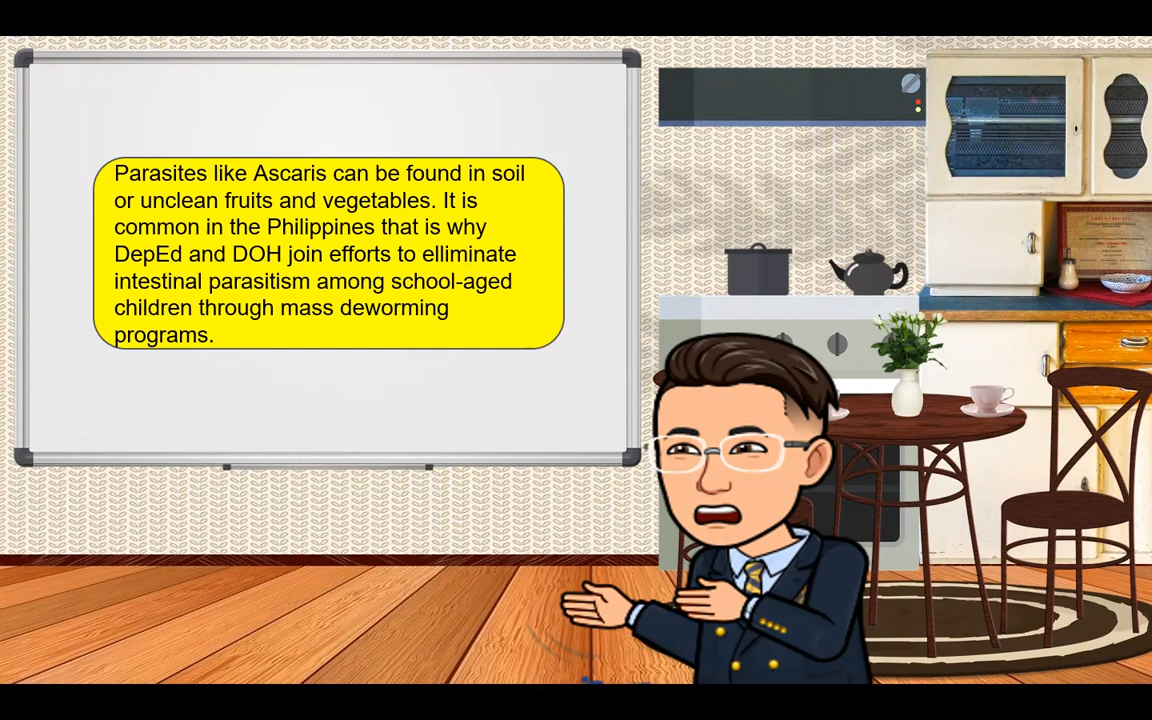 Parasites like Ascaris can be found in soil
or unclean fruits and vegetables. It is
common in the Philippines that is why
DepEd and DOH join efforts to elliminate
intestinal parasitism among school-aged
children through mass deworming
programs.